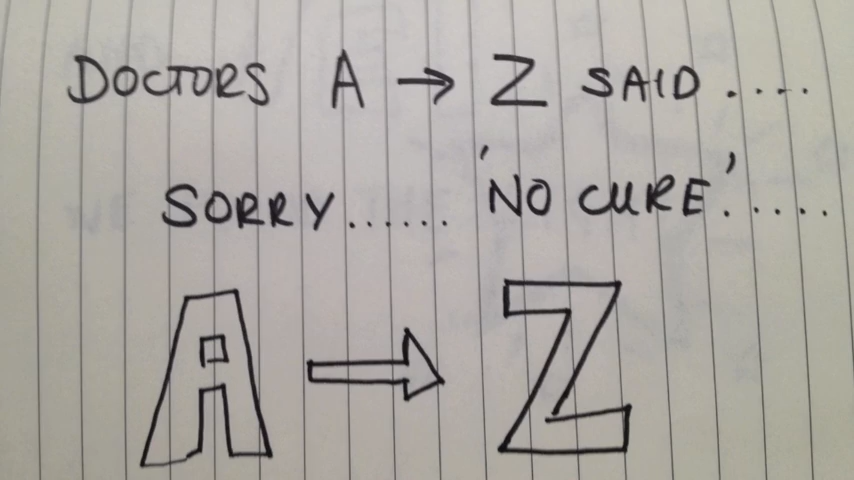 DOCTORS A → Z SAID ....
SORRY...... 'NO CURE'.....
A ⇨ Z